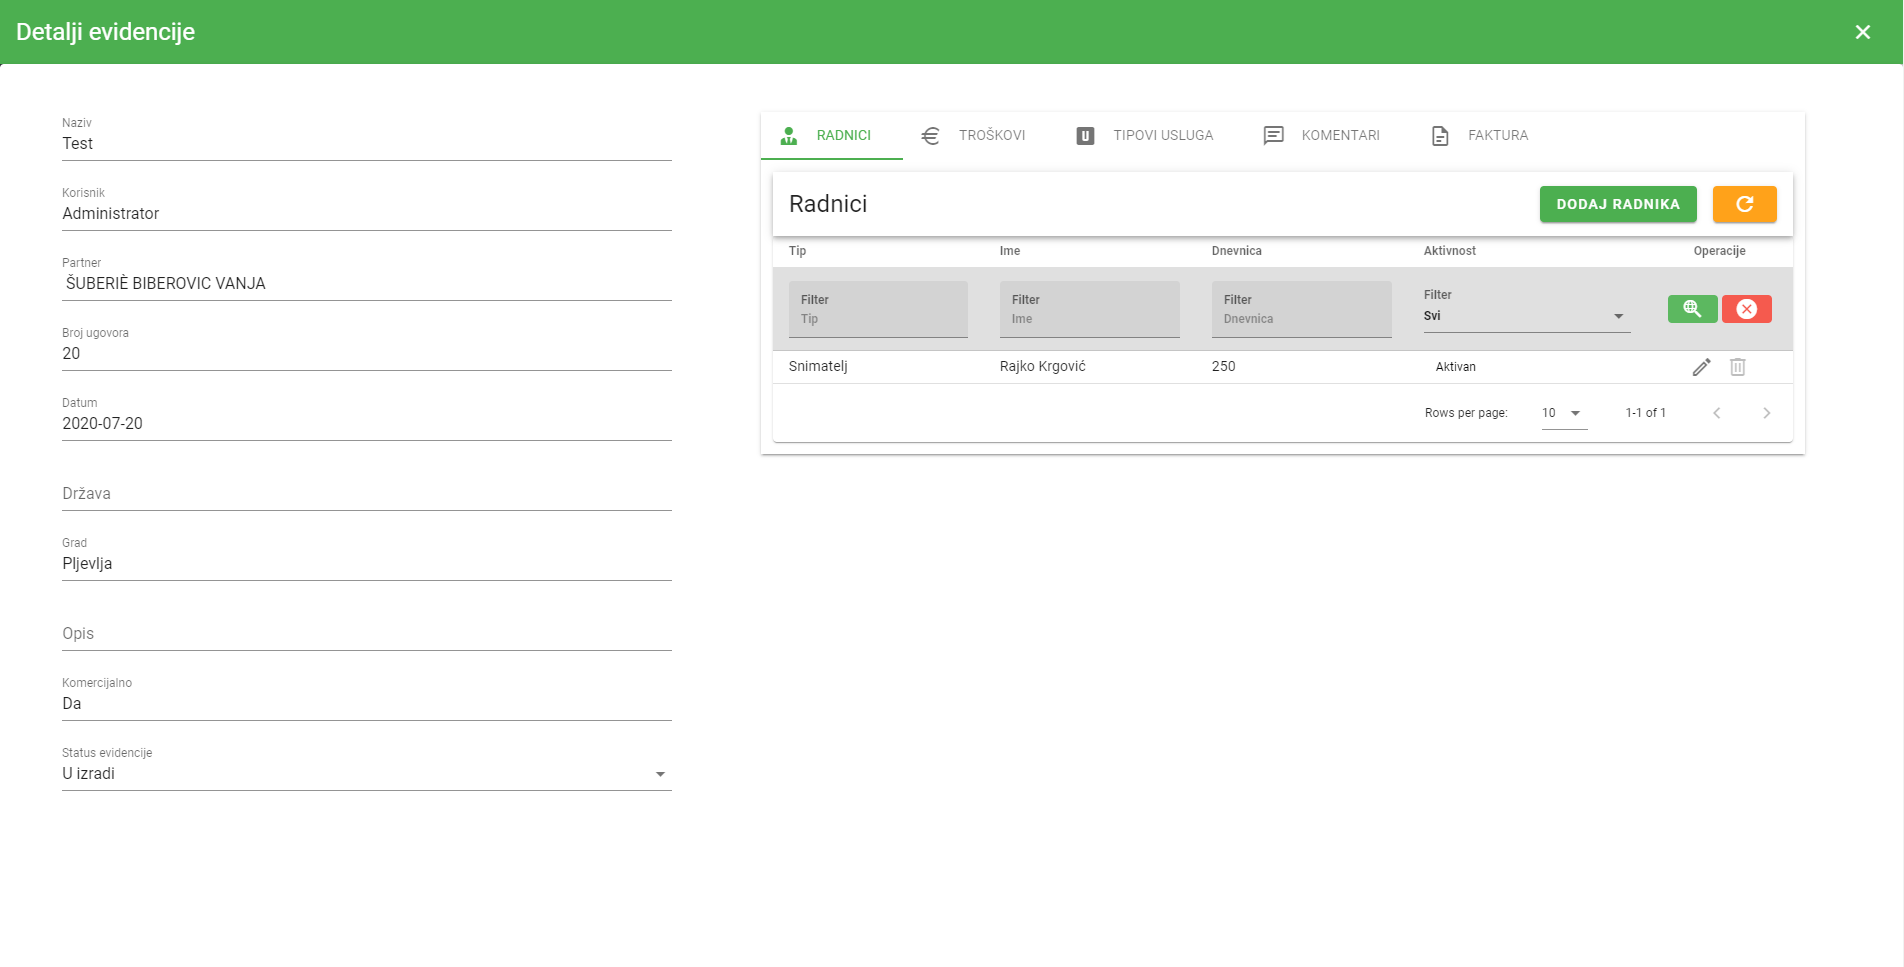 Detalji evidencije
Naziv
Test
Korisnik
Administrator
Partner
ŠUBERIÈ BIBEROVIC VANJA
Broj ugovora
20
Datum
2020-07-20
Država
Grad
Pljevlja
Opis
Komercijalno
Da
Status evidencije
U izradi
RADNICI TROŠKOVI TIPOVI USLUGA KOMENTARI FAKTURA
Radnici DODAJ RADNIKA
Tip Ime Dnevnica Aktivnost Operacije
Filter Filter Filter Filter
Tip Ime Dnevnica Svi
Snimatelj Rajko Krgović 250 Aktivan
Rows per page: 10 1-1 of 1